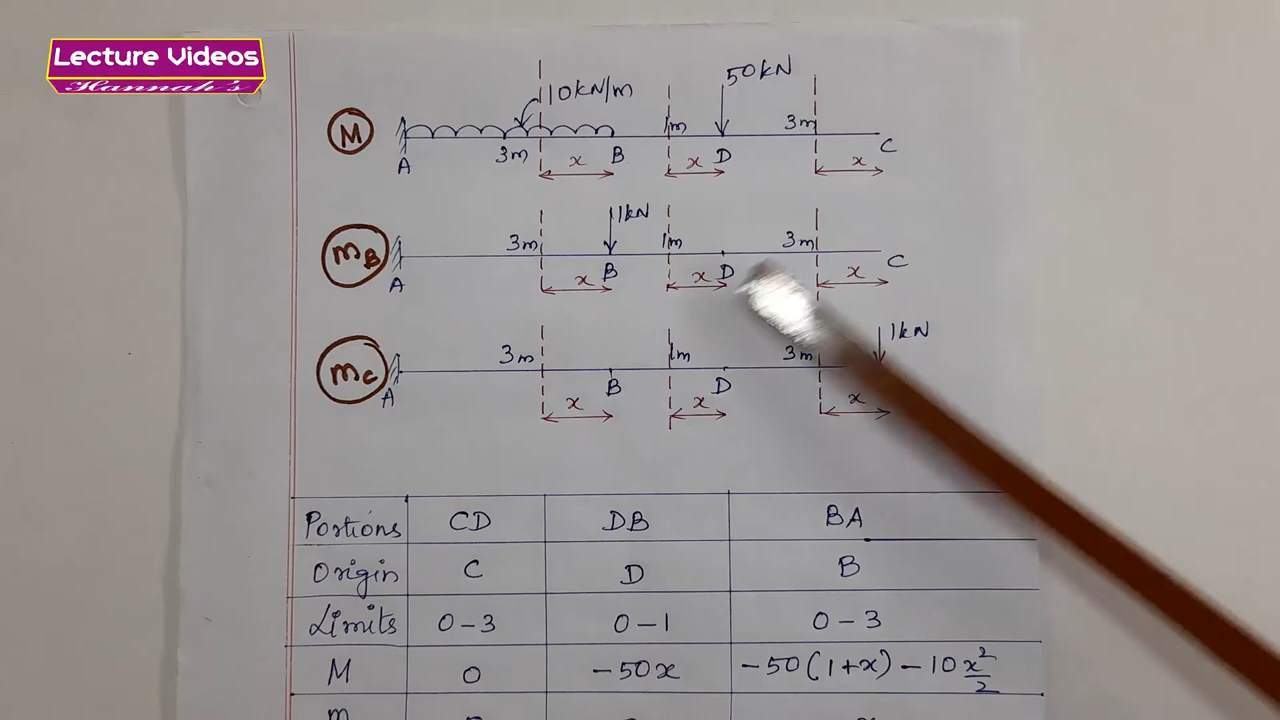 Lecture Videos
Hannah's
M
10kN/m
50kN
A
3m
x
B
1m
x
D
3m
x
C
mB
1kN
A
3m
x
B
1m
x
D
3m
x
C
mc
1kN
A
3m
x
B
1m
x
D
3m
x
Portions CD DB BA
Origin C D B
Limits 0-3 0-1 0-3
M 0 -50x -50(1+x) - 10x²/2